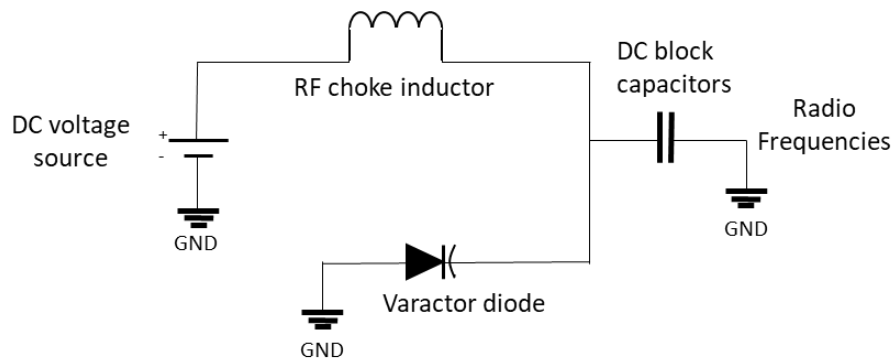 RF choke inductor
DC block
capacitors
Radio
Frequencies
DC voltage
source
+
-
GND
GND
Varactor diode
GND